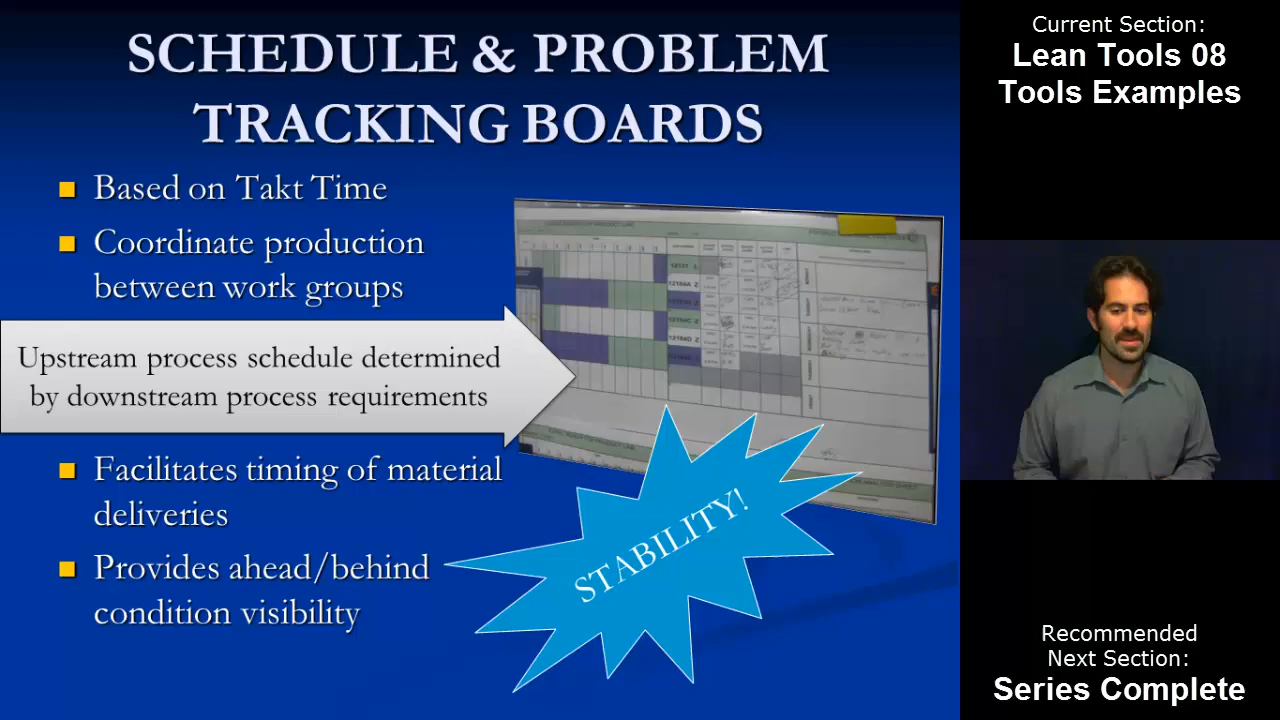 SCHEDULE & PROBLEM
TRACKING BOARDS
Based on Takt Time
Coordinate production
between work groups
Upstream process schedule determined
by downstream process requirements
Facilitates timing of material
deliveries
Provides ahead/behind
condition visibility
STABILITY!
Current Section:
Lean Tools 08
Tools Examples
Recommended
Next Section:
Series Complete